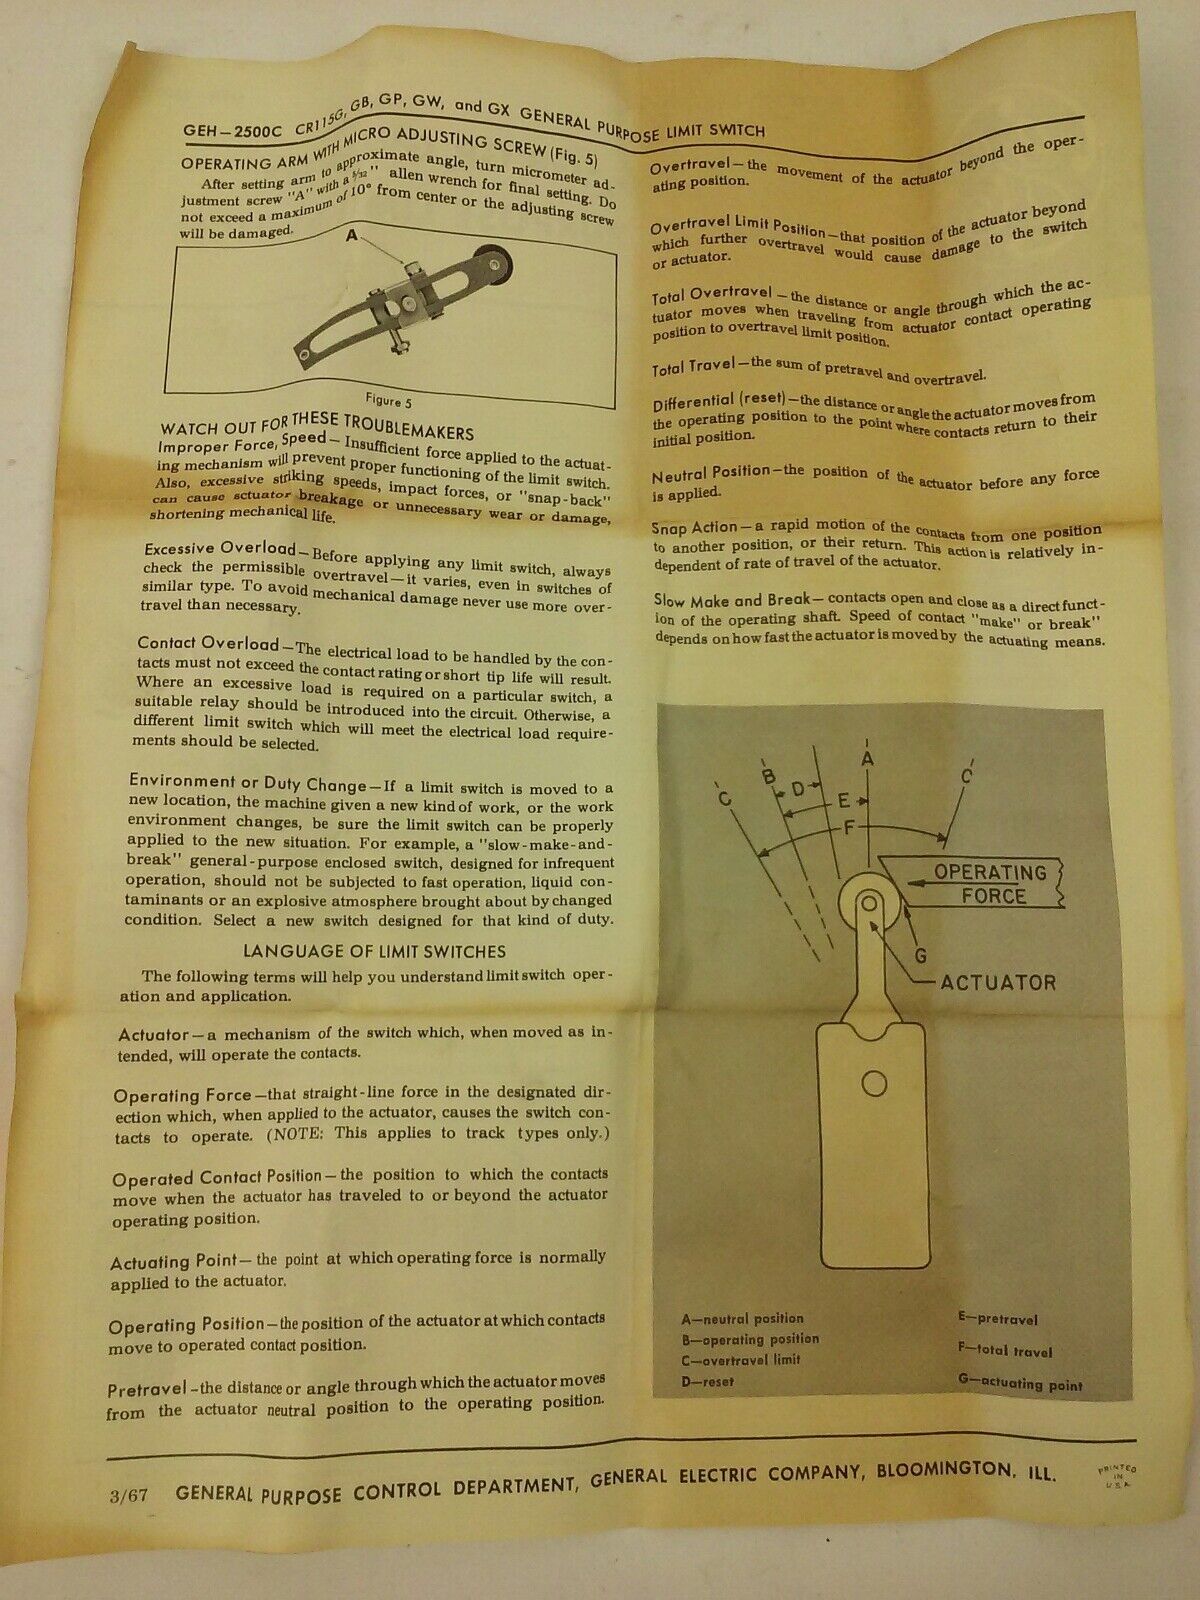 GEH-2500C CR115G, GB, GP, GW, and GX GENERAL PURPOSE LIMIT SWITCH
OPERATING ARM WITH MICRO ADJUSTING SCREW (Fig. 5)
After setting arm to approximate angle, turn micrometer ad-
justment screw "A" with a 5/32" allen wrench for final setting. Do
not exceed a maximum of 10° from center or the adjusting screw
will be damaged.
A
Figure 5
WATCH OUT FOR THESE TROUBLEMAKERS
Improper Force, Speed—Insufficient force applied to the actuat-
ing mechanism will prevent proper functioning of the limit switch.
Also, excessive striking speeds, impact forces, or "snap-back"
can cause actuator breakage or unnecessary wear or damage,
shortening mechanical life.
Excessive Overload—Before applying any limit switch, always
check the permissible overtravel—it varies, even in switches of
similar type. To avoid mechanical damage never use more over-
travel than necessary.
Contact Overload—The electrical load to be handled by the con-
tacts must not exceed the contact rating or short tip life will result.
Where an excessive load is required on a particular switch, a
suitable relay should be introduced into the circuit. Otherwise, a
different limit switch which will meet the electrical load require-
ments should be selected.
Environment or Duty Change—If a limit switch is moved to a
new location, the machine given a new kind of work, or the work
environment changes, be sure the limit switch can be properly
applied to the new situation. For example, a "slow-make-and-
break" general-purpose enclosed switch, designed for infrequent
operation, should not be subjected to fast operation, liquid con-
taminants or an explosive atmosphere brought about by changed
condition. Select a new switch designed for that kind of duty.
LANGUAGE OF LIMIT SWITCHES
The following terms will help you understand limit switch oper-
ation and application.
Actuator—a mechanism of the switch which, when moved as in-
tended, will operate the contacts.
Operating Force—that straight-line force in the designated dir-
ection which, when applied to the actuator, causes the switch con-
tacts to operate. (NOTE: This applies to track types only.)
Operated Contact Position—the position to which the contacts
move when the actuator has traveled to or beyond the actuator
operating position.
Actuating Point—the point at which operating force is normally
applied to the actuator.
Operating Position—the position of the actuator at which contacts
move to operated contact position.
Pretravel—the distance or angle through which the actuator moves
from the actuator neutral position to the operating position.
Overtravel—the movement of the actuator beyond the oper-
ating position.
Overtravel Limit Position—that position of the actuator beyond
which further overtravel would cause damage to the switch
or actuator.
Total Overtravel—the distance or angle through which the ac-
tuator moves when traveling from actuator contact operating
position to overtravel limit position.
Total Travel—the sum of pretravel and overtravel.
Differential (reset)—the distance or angle the actuator moves from
the operating position to the point where contacts return to their
initial position.
Neutral Position—the position of the actuator before any force
is applied.
Snap Action—a rapid motion of the contacts from one position
to another position, or their return. This action is relatively in-
dependent of rate of travel of the actuator.
Slow Make and Break—contacts open and close as a direct funct-
ion of the operating shaft. Speed of contact "make" or break"
depends on how fast the actuator is moved by the actuating means.
A
B
C
C
D
E
F
OPERATING
FORCE
G
ACTUATOR
A—neutral position
B—operating position
C—overtravel limit
D—reset
E—pretravel
F—total travel
G—actuating point
3/67 GENERAL PURPOSE CONTROL DEPARTMENT, GENERAL ELECTRIC COMPANY, BLOOMINGTON, ILL.
PRINTED
IN
U.S.A.